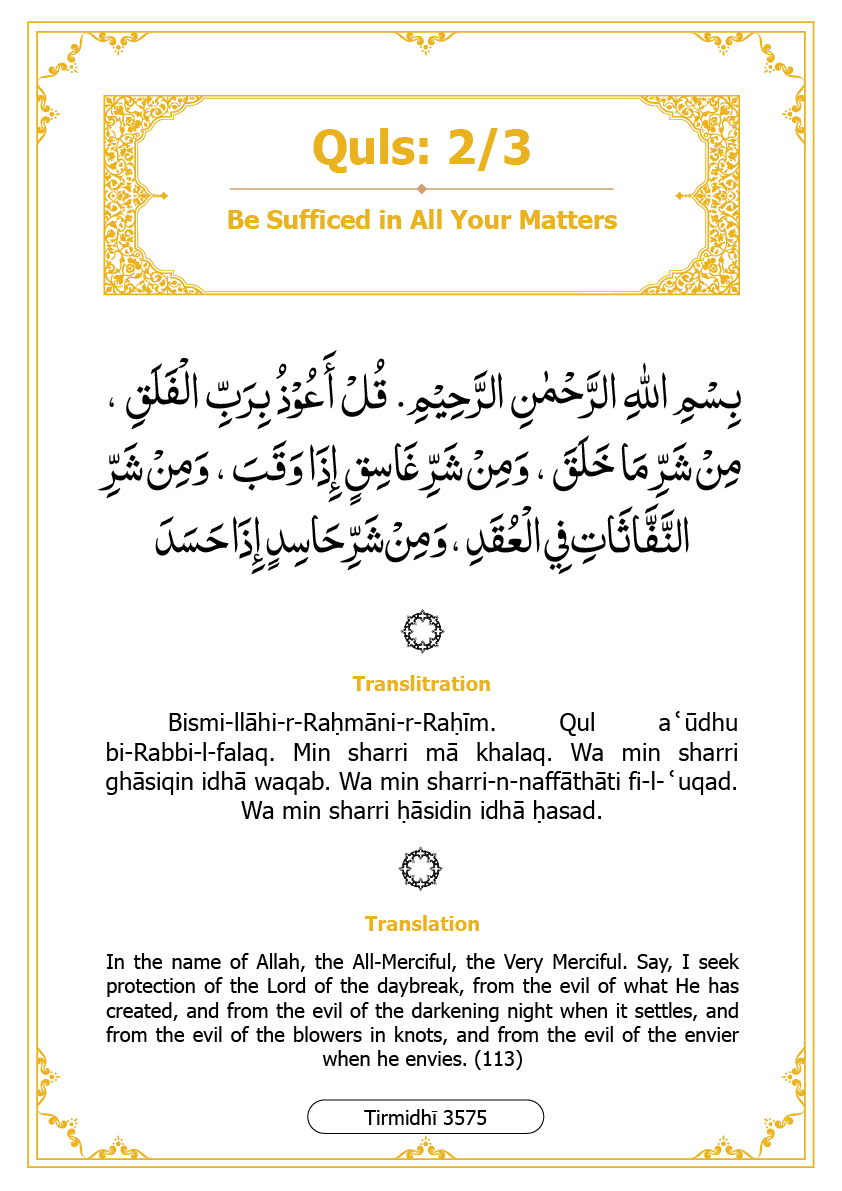 Quls: 2/3
Be Sufficed in All Your Matters
بِسْمِ اللهِ الرَّحْمٰنِ الرَّحِيْمِ. قُلْ أَعُوْذُ بِرَبِّ الْفَلَقِ ،
مِنْ شَرِّ مَا خَلَقَ ، وَمِنْ شَرِّ غَاسِقٍ إِذَا وَقَبَ ، وَمِنْ شَرِّ
النَّفَّاثَاتِ فِي الْعُقَدِ ، وَمِنْ شَرِّ حَاسِدٍ إِذَا حَسَدَ
Translitration
Bismi-llāhi-r-Raḥmāni-r-Raḥīm. Qul aʿūdhu
bi-Rabbi-l-falaq. Min sharri mā khalaq. Wa min sharri
ghāsiqin idhā waqab. Wa min sharri-n-naffāthāti fi-l-ʿuqad.
Wa min sharri ḥāsidin idhā ḥasad.
Translation
In the name of Allah, the All-Merciful, the Very Merciful. Say, I seek
protection of the Lord of the daybreak, from the evil of what He has
created, and from the evil of the darkening night when it settles, and
from the evil of the blowers in knots, and from the evil of the envier
when he envies. (113)
Tirmidhī 3575